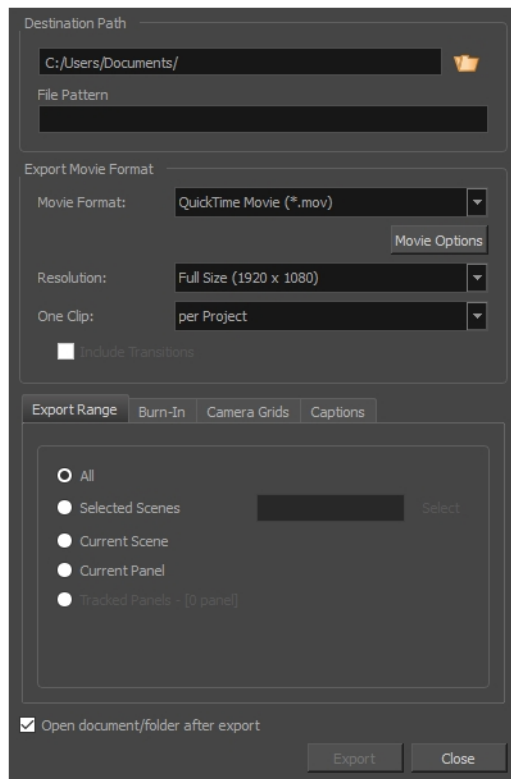 Destination Path
C:/Users/Documents/
File Pattern
Export Movie Format
Movie Format: QuickTime Movie (*.mov)
Movie Options
Resolution: Full Size (1920 x 1080)
One Clip: per Project
Include Transitions
Export Range Burn-In Camera Grids Captions
All
Selected Scenes Select
Current Scene
Current Panel
Tracked Panels - [0 panel]
Open document/folder after export
Export Close